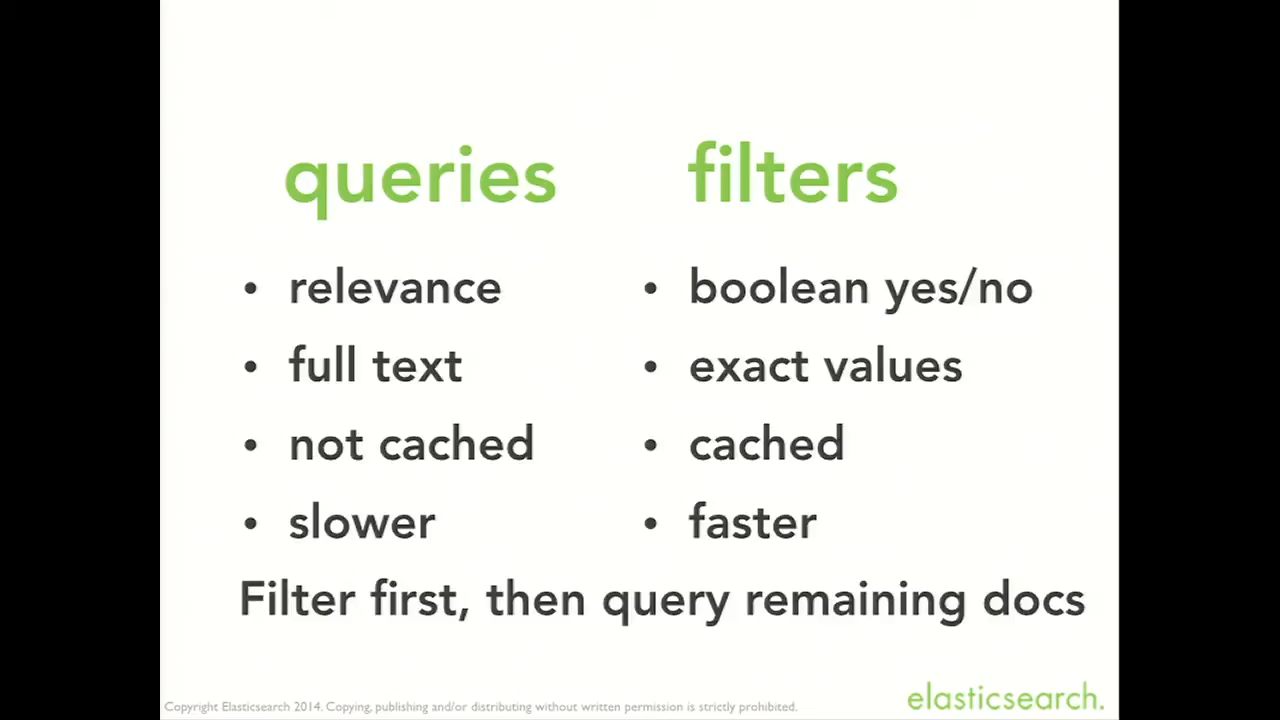 queries
• relevance
• full text
• not cached
• slower
filters
• boolean yes/no
• exact values
• cached
• faster
Filter first, then query remaining docs
Copyright Elasticsearch 2014. Copying, publishing and/or distributing without written permission is strictly prohibited.
elasticsearch.